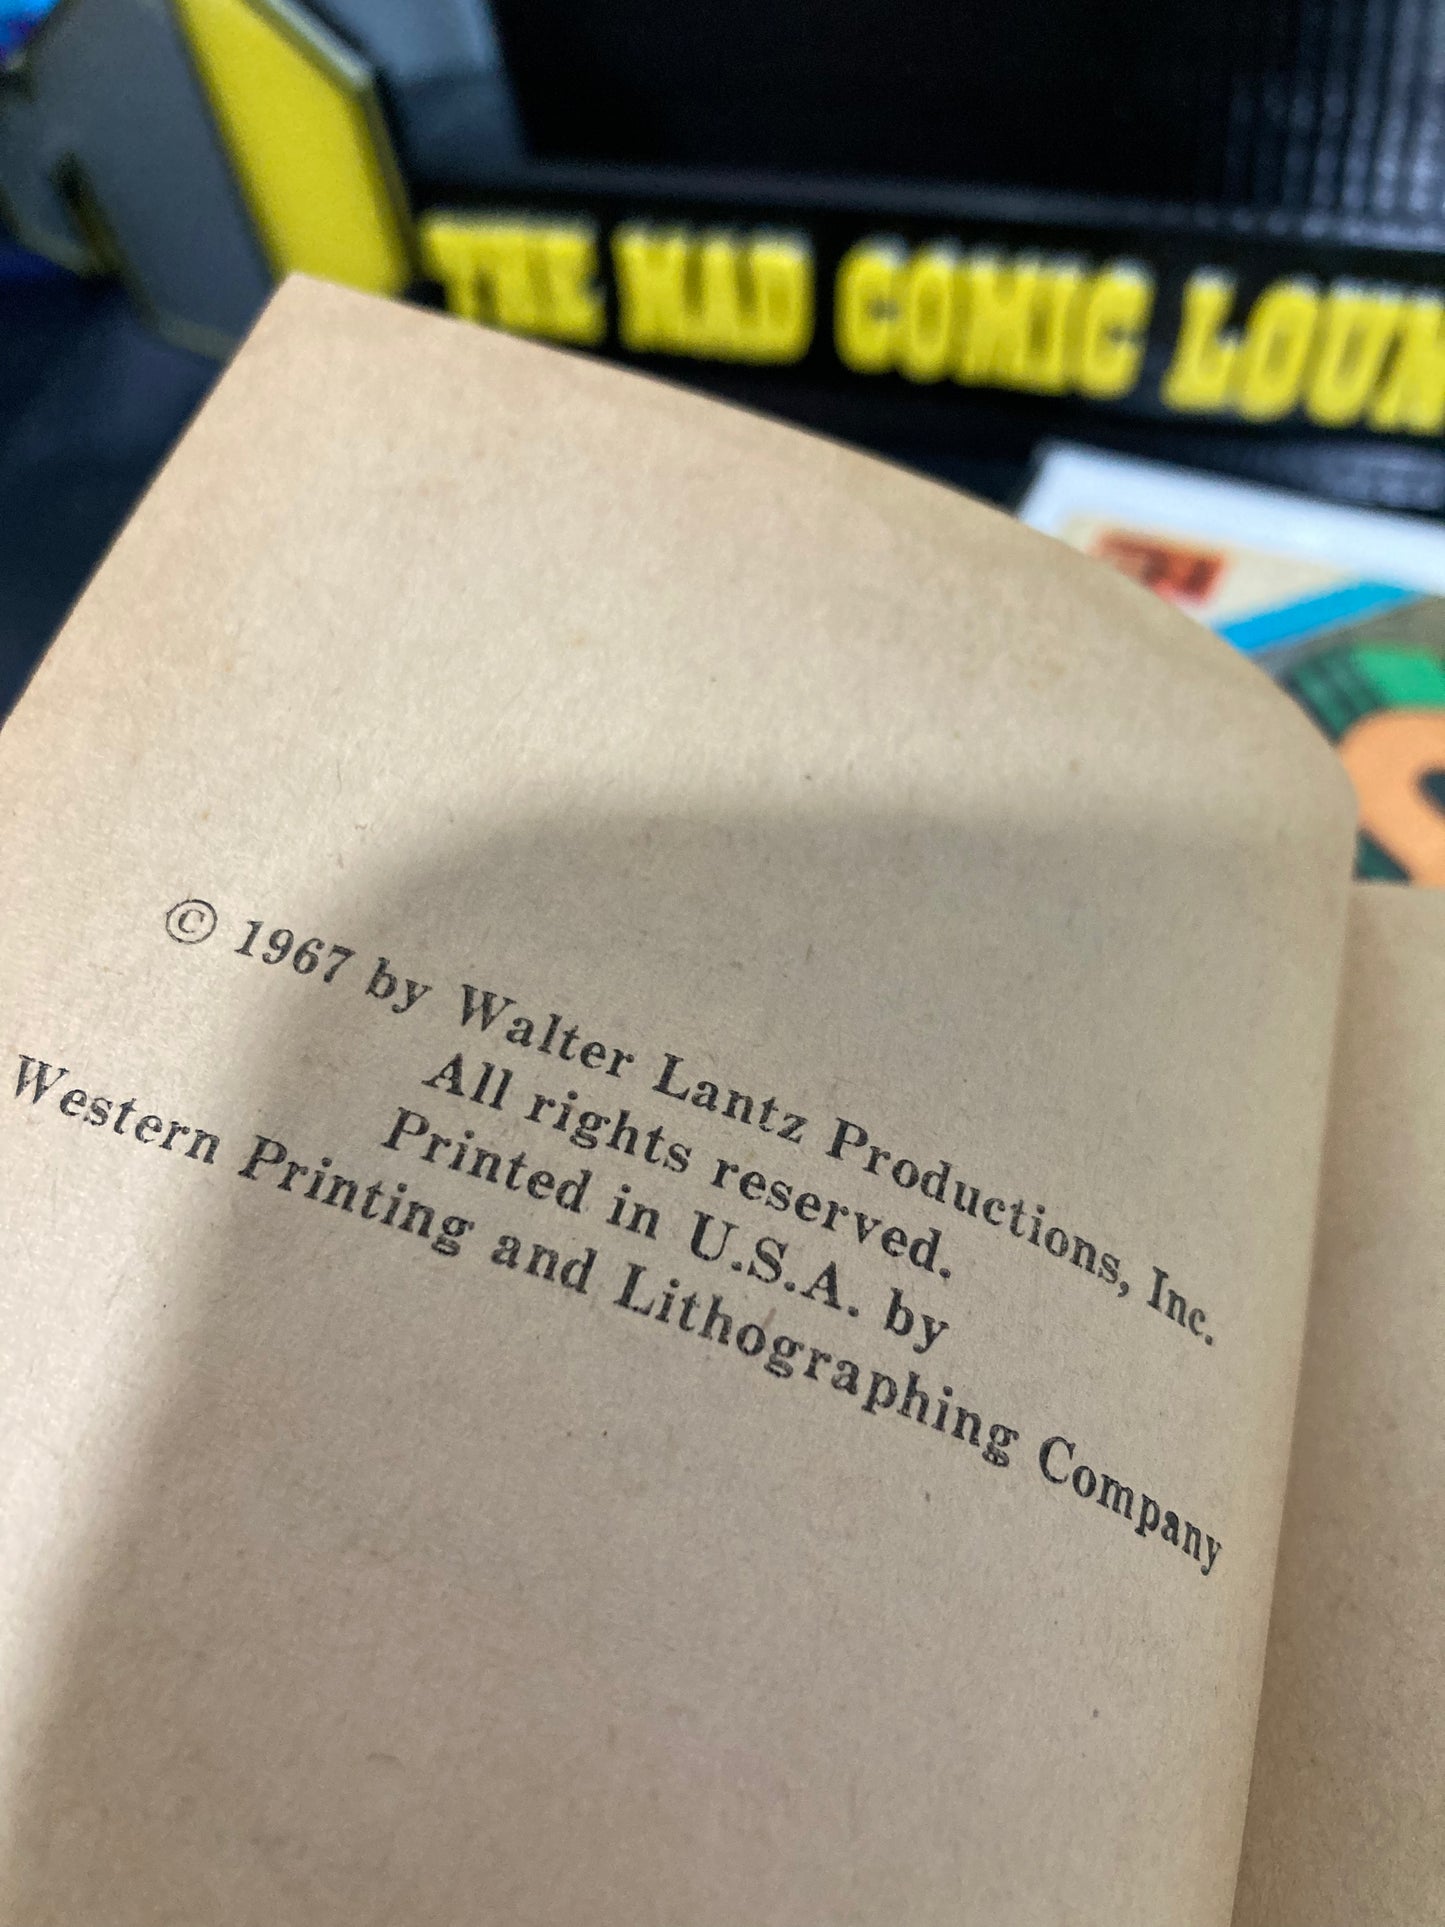 THE MAD COMIC
© 1967 by Walter Lantz Productions, Inc.
All rights reserved.
Printed in U.S.A. by
Western Printing and Lithographing Company